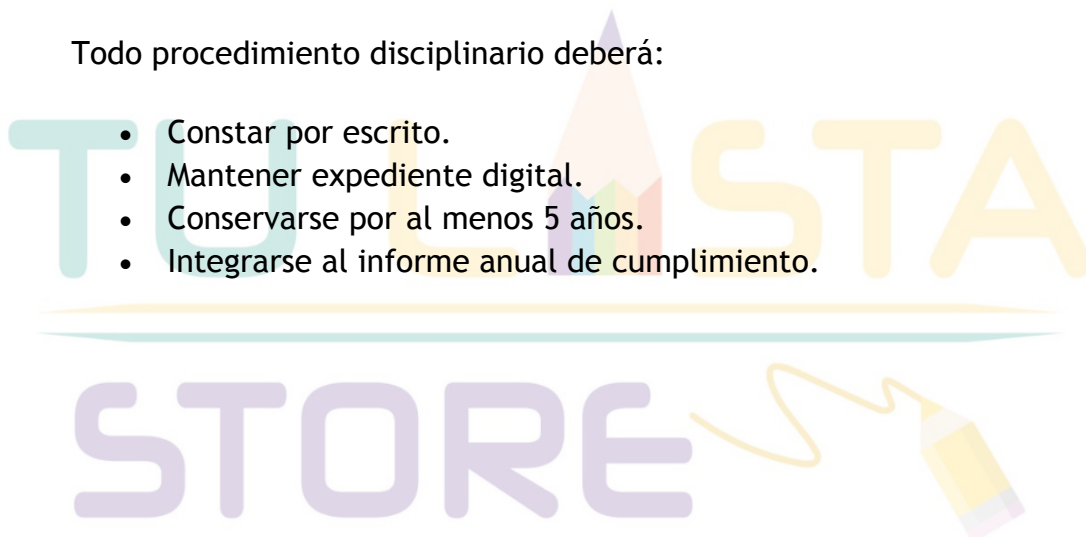 Todo procedimiento disciplinario deberá:
• Constar por escrito.
• Mantener expediente digital.
• Conservarse por al menos 5 años.
• Integrarse al informe anual de cumplimiento.
TU LISTA
STORE